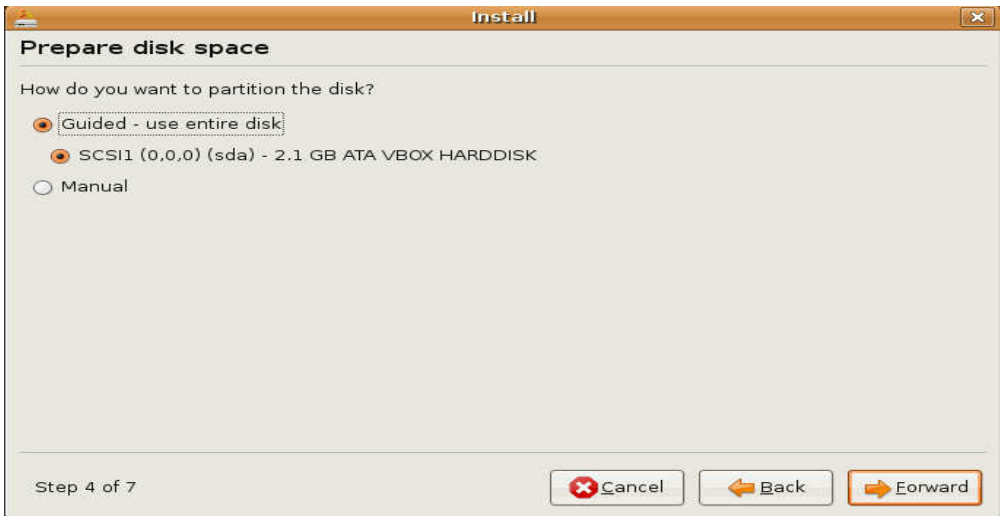 Install
Prepare disk space
How do you want to partition the disk?
Guided - use entire disk
SCSI1 (0,0,0) (sda) - 2.1 GB ATA VBOX HARDDISK
Manual
Step 4 of 7
Cancel
Back
Forward